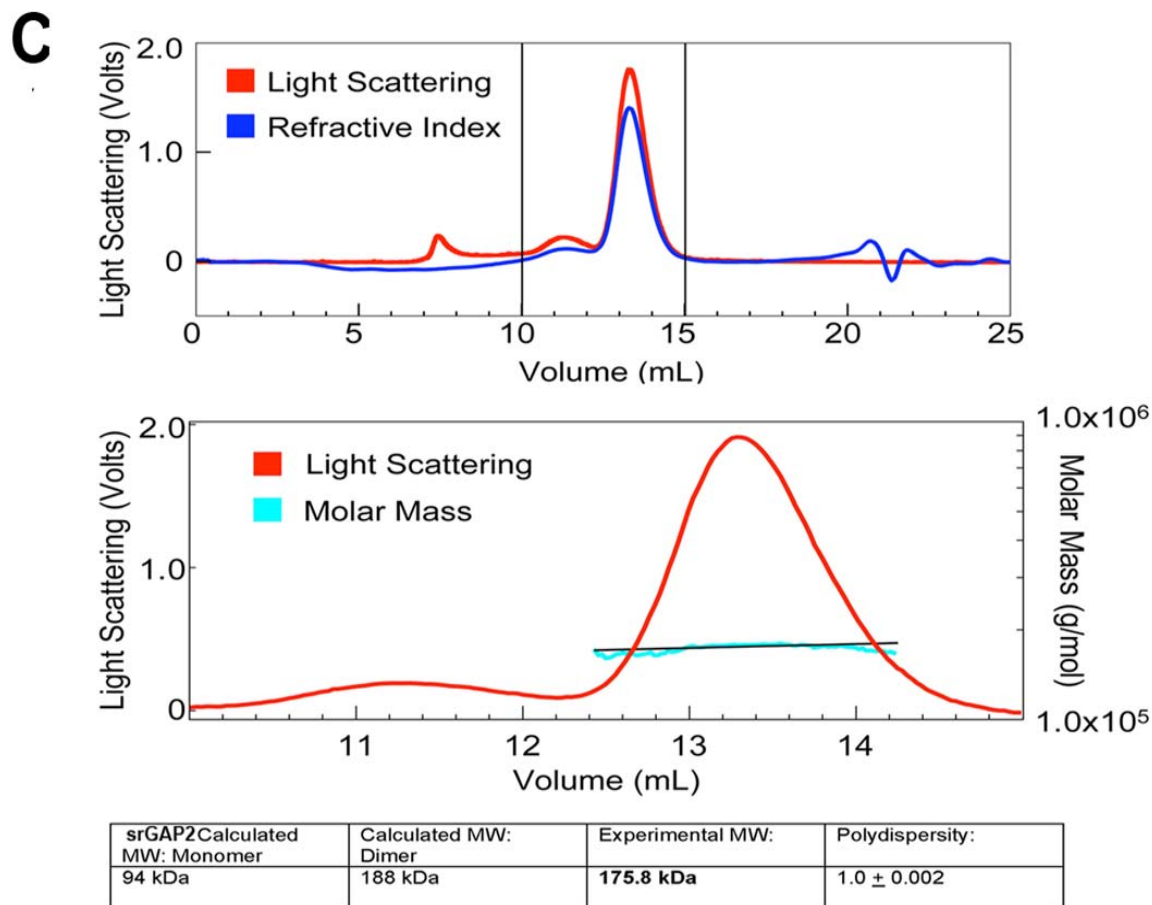 C
Light Scattering (Volts)
2.0
1.0
0
Light Scattering
Refractive Index
0 5 10 15 20 25
Volume (mL)
Light Scattering (Volts)
2.0
1.0
0
Light Scattering
Molar Mass
1.0x10⁶
Molar Mass (g/mol)
1.0x10⁵
11 12 13 14
Volume (mL)
srGAP2 Calculated MW: Monomer
Calculated MW: Dimer
Experimental MW:
Polydispersity:
94 kDa
188 kDa
175.8 kDa
1.0 ± 0.002